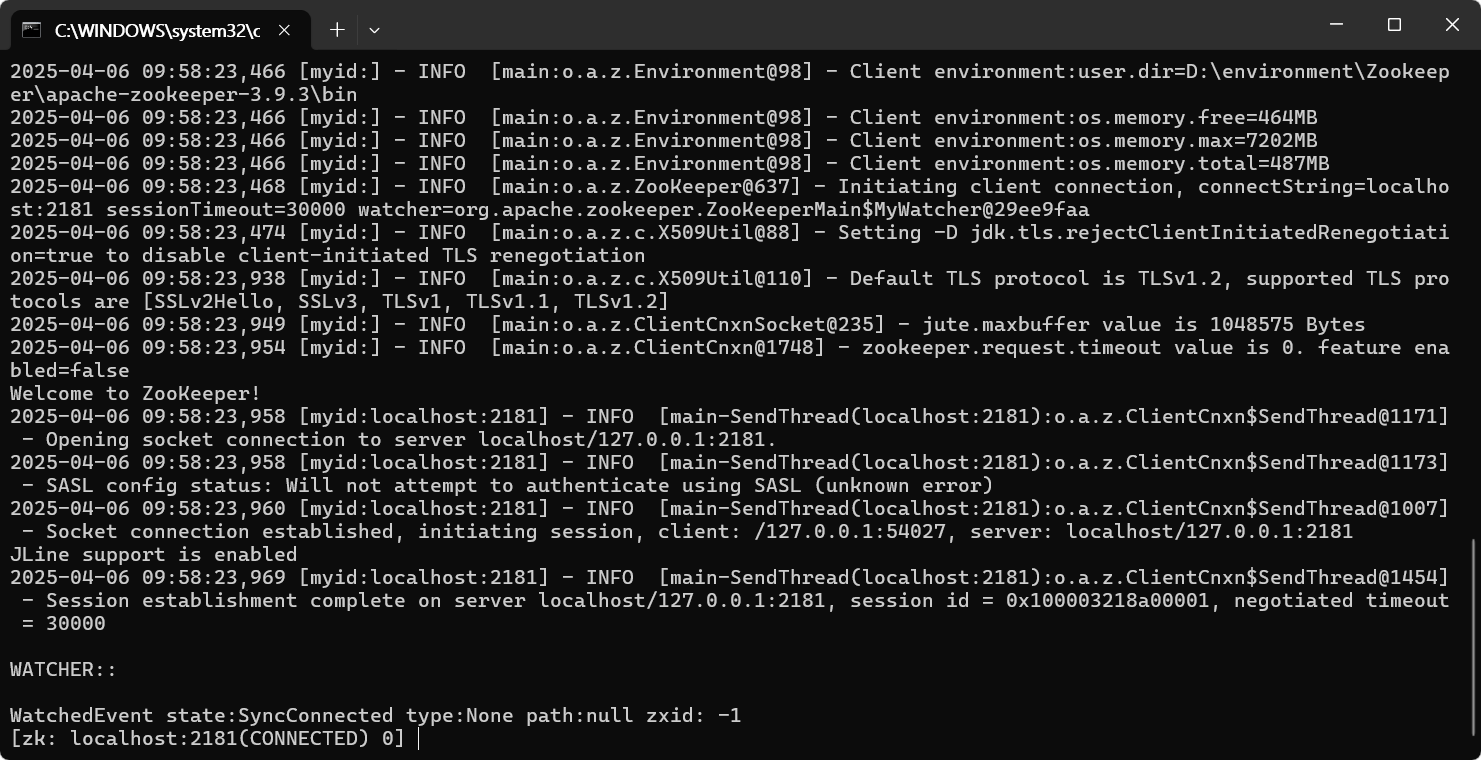 C:\WINDOWS\system32\c
2025-04-06 09:58:23,466 [myid:] - INFO  [main:o.a.z.Environment@98] - Client environment:user.dir=D:\environment\Zookeep
er\apache-zookeeper-3.9.3\bin
2025-04-06 09:58:23,466 [myid:] - INFO  [main:o.a.z.Environment@98] - Client environment:os.memory.free=464MB
2025-04-06 09:58:23,466 [myid:] - INFO  [main:o.a.z.Environment@98] - Client environment:os.memory.max=7202MB
2025-04-06 09:58:23,466 [myid:] - INFO  [main:o.a.z.Environment@98] - Client environment:os.memory.total=487MB
2025-04-06 09:58:23,468 [myid:] - INFO  [main:o.a.z.ZooKeeper@637] - Initiating client connection, connectString=localho
st:2181 sessionTimeout=30000 watcher=org.apache.zookeeper.ZooKeeperMain$MyWatcher@29ee9faa
2025-04-06 09:58:23,474 [myid:] - INFO  [main:o.a.z.c.X509Util@88] - Setting -D jdk.tls.rejectClientInitiatedRenegotiati
on=true to disable client-initiated TLS renegotiation
2025-04-06 09:58:23,938 [myid:] - INFO  [main:o.a.z.c.X509Util@110] - Default TLS protocol is TLSv1.2, supported TLS pro
tocols are [SSLv2Hello, SSLv3, TLSv1, TLSv1.1, TLSv1.2]
2025-04-06 09:58:23,949 [myid:] - INFO  [main:o.a.z.ClientCnxnSocket@235] - jute.maxbuffer value is 1048575 Bytes
2025-04-06 09:58:23,954 [myid:] - INFO  [main:o.a.z.ClientCnxn@1748] - zookeeper.request.timeout value is 0. feature ena
bled=false
Welcome to ZooKeeper!
2025-04-06 09:58:23,958 [myid:localhost:2181] - INFO  [main-SendThread(localhost:2181):o.a.z.ClientCnxn$SendThread@1171]
 - Opening socket connection to server localhost/127.0.0.1:2181.
2025-04-06 09:58:23,958 [myid:localhost:2181] - INFO  [main-SendThread(localhost:2181):o.a.z.ClientCnxn$SendThread@1173]
 - SASL config status: Will not attempt to authenticate using SASL (unknown error)
2025-04-06 09:58:23,960 [myid:localhost:2181] - INFO  [main-SendThread(localhost:2181):o.a.z.ClientCnxn$SendThread@1007]
 - Socket connection established, initiating session, client: /127.0.0.1:54027, server: localhost/127.0.0.1:2181
JLine support is enabled
2025-04-06 09:58:23,969 [myid:localhost:2181] - INFO  [main-SendThread(localhost:2181):o.a.z.ClientCnxn$SendThread@1454]
 - Session establishment complete on server localhost/127.0.0.1:2181, session id = 0x100003218a00001, negotiated timeout
 = 30000
WATCHER::
WatchedEvent state:SyncConnected type:None path:null zxid: -1
[zk: localhost:2181(CONNECTED) 0]